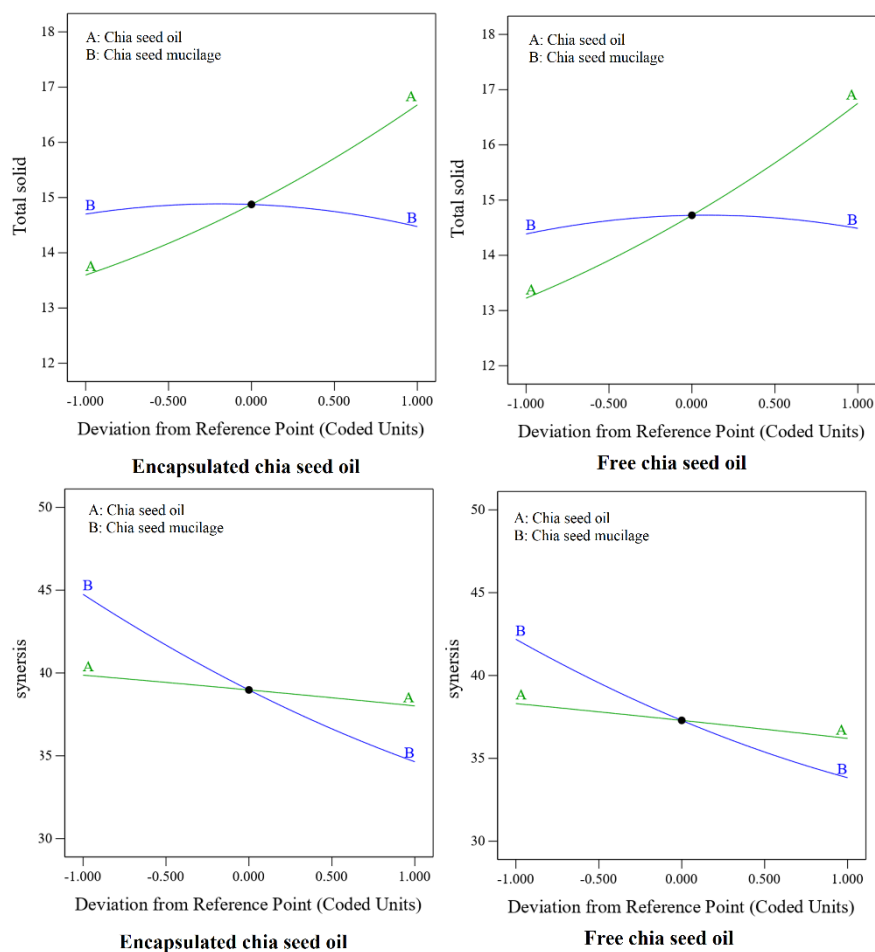 A: Chia seed oil
B: Chia seed mucilage
Total solid
18
17
16
15
14
13
12
A
B
B
A
-1.000
-0.500
0.000
0.500
1.000
Deviation from Reference Point (Coded Units)
Encapsulated chia seed oil
A: Chia seed oil
B: Chia seed mucilage
Total solid
18
17
16
15
14
13
12
A
B
B
A
-1.000
-0.500
0.000
0.500
1.000
Deviation from Reference Point (Coded Units)
Free chia seed oil
A: Chia seed oil
B: Chia seed mucilage
synersis
50
45
40
35
30
B
A
A
B
-1.000
-0.500
0.000
0.500
1.000
Deviation from Reference Point (Coded Units)
Encapsulated chia seed oil
A: Chia seed oil
B: Chia seed mucilage
synersis
50
45
40
35
30
B
A
A
B
-1.000
-0.500
0.000
0.500
1.000
Deviation from Reference Point (Coded Units)
Free chia seed oil